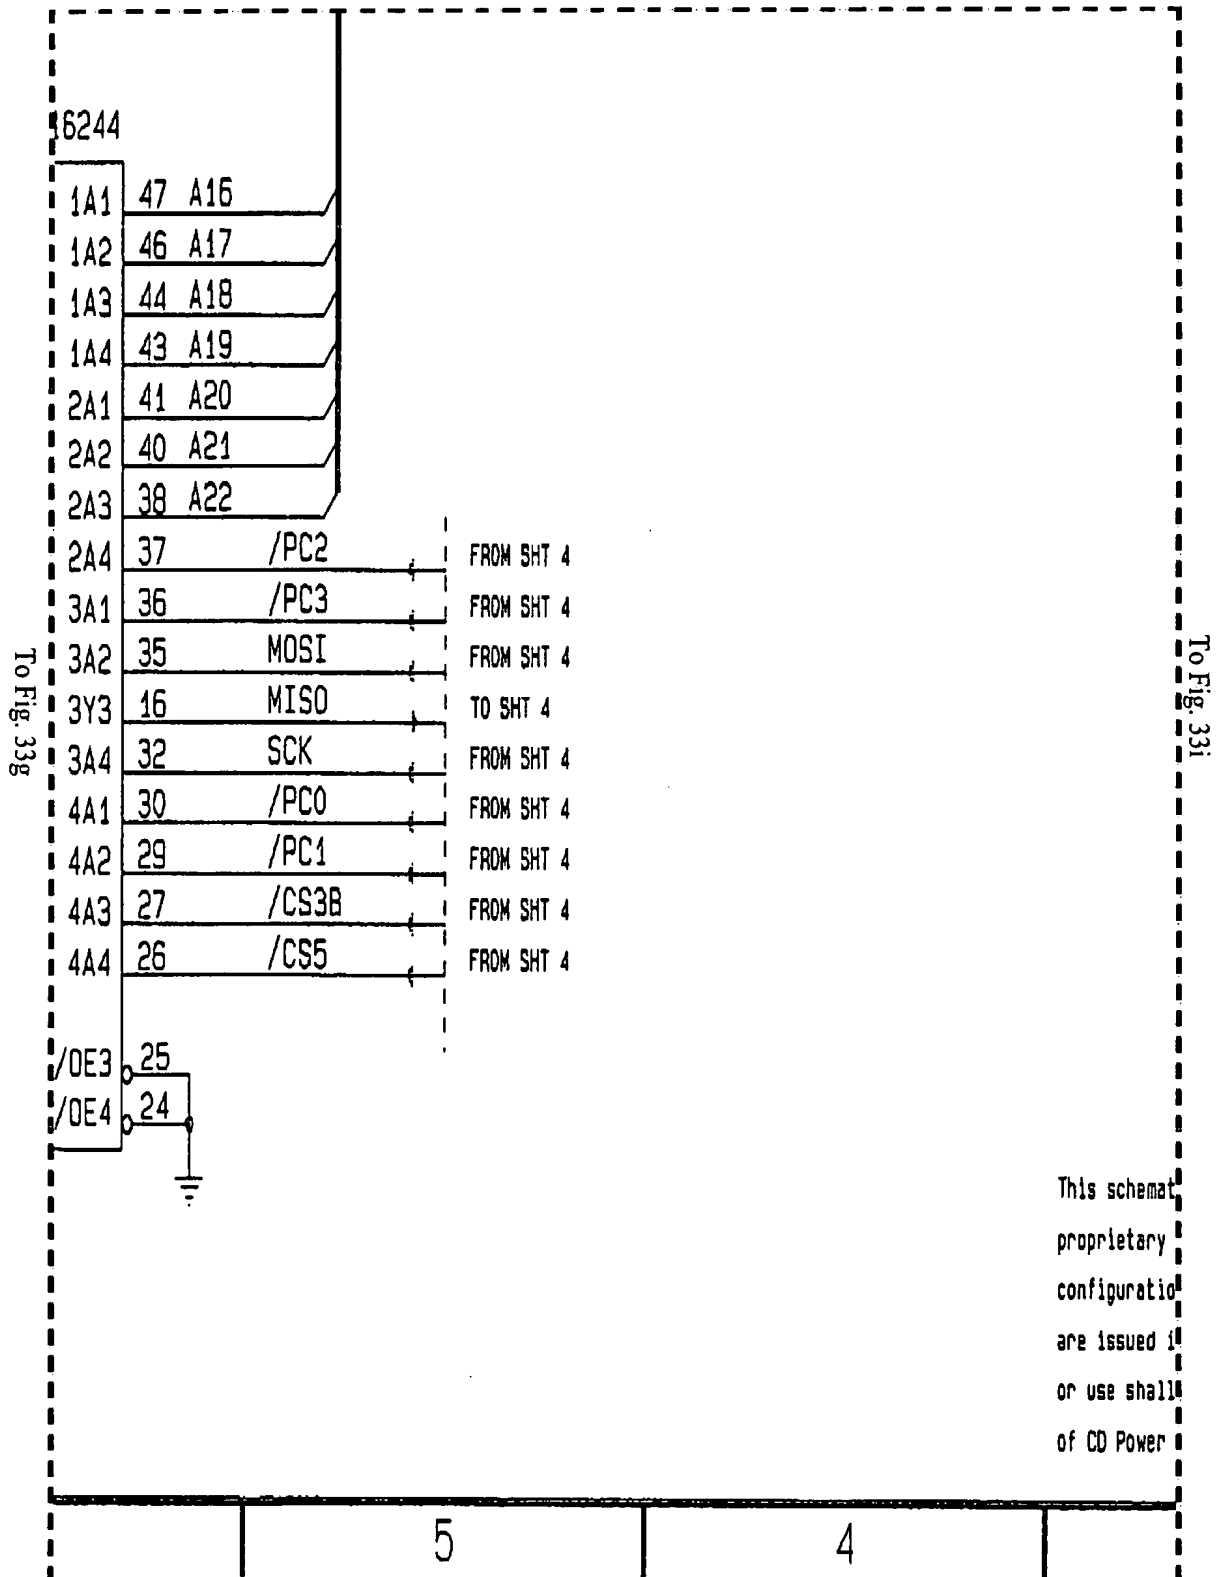 16244
1A1 47 A16
1A2 46 A17
1A3 44 A18
1A4 43 A19
2A1 41 A20
2A2 40 A21
2A3 38 A22
2A4 37 /PC2 FROM SHT 4
3A1 36 /PC3 FROM SHT 4
3A2 35 MOSI FROM SHT 4
3Y3 16 MISO TO SHT 4
3A4 32 SCK FROM SHT 4
4A1 30 /PC0 FROM SHT 4
4A2 29 /PC1 FROM SHT 4
4A3 27 /CS3B FROM SHT 4
4A4 26 /CS5 FROM SHT 4
/OE3 25
/OE4 24
To Fig. 33g
To Fig. 33i
This schemat
proprietary
configuratio
are issued i
or use shall
of CD Power
5 4